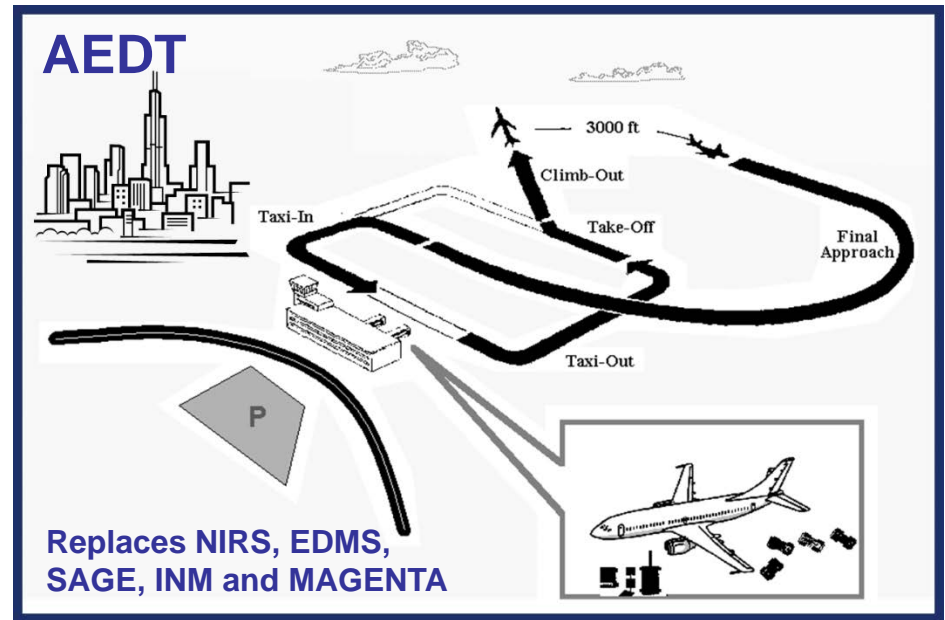 AEDT
3000 ft
Climb-Out
Taxi-In
Take-Off
Final
Approach
Taxi-Out
P
Replaces NIRS, EDMS,
SAGE, INM and MAGENTA